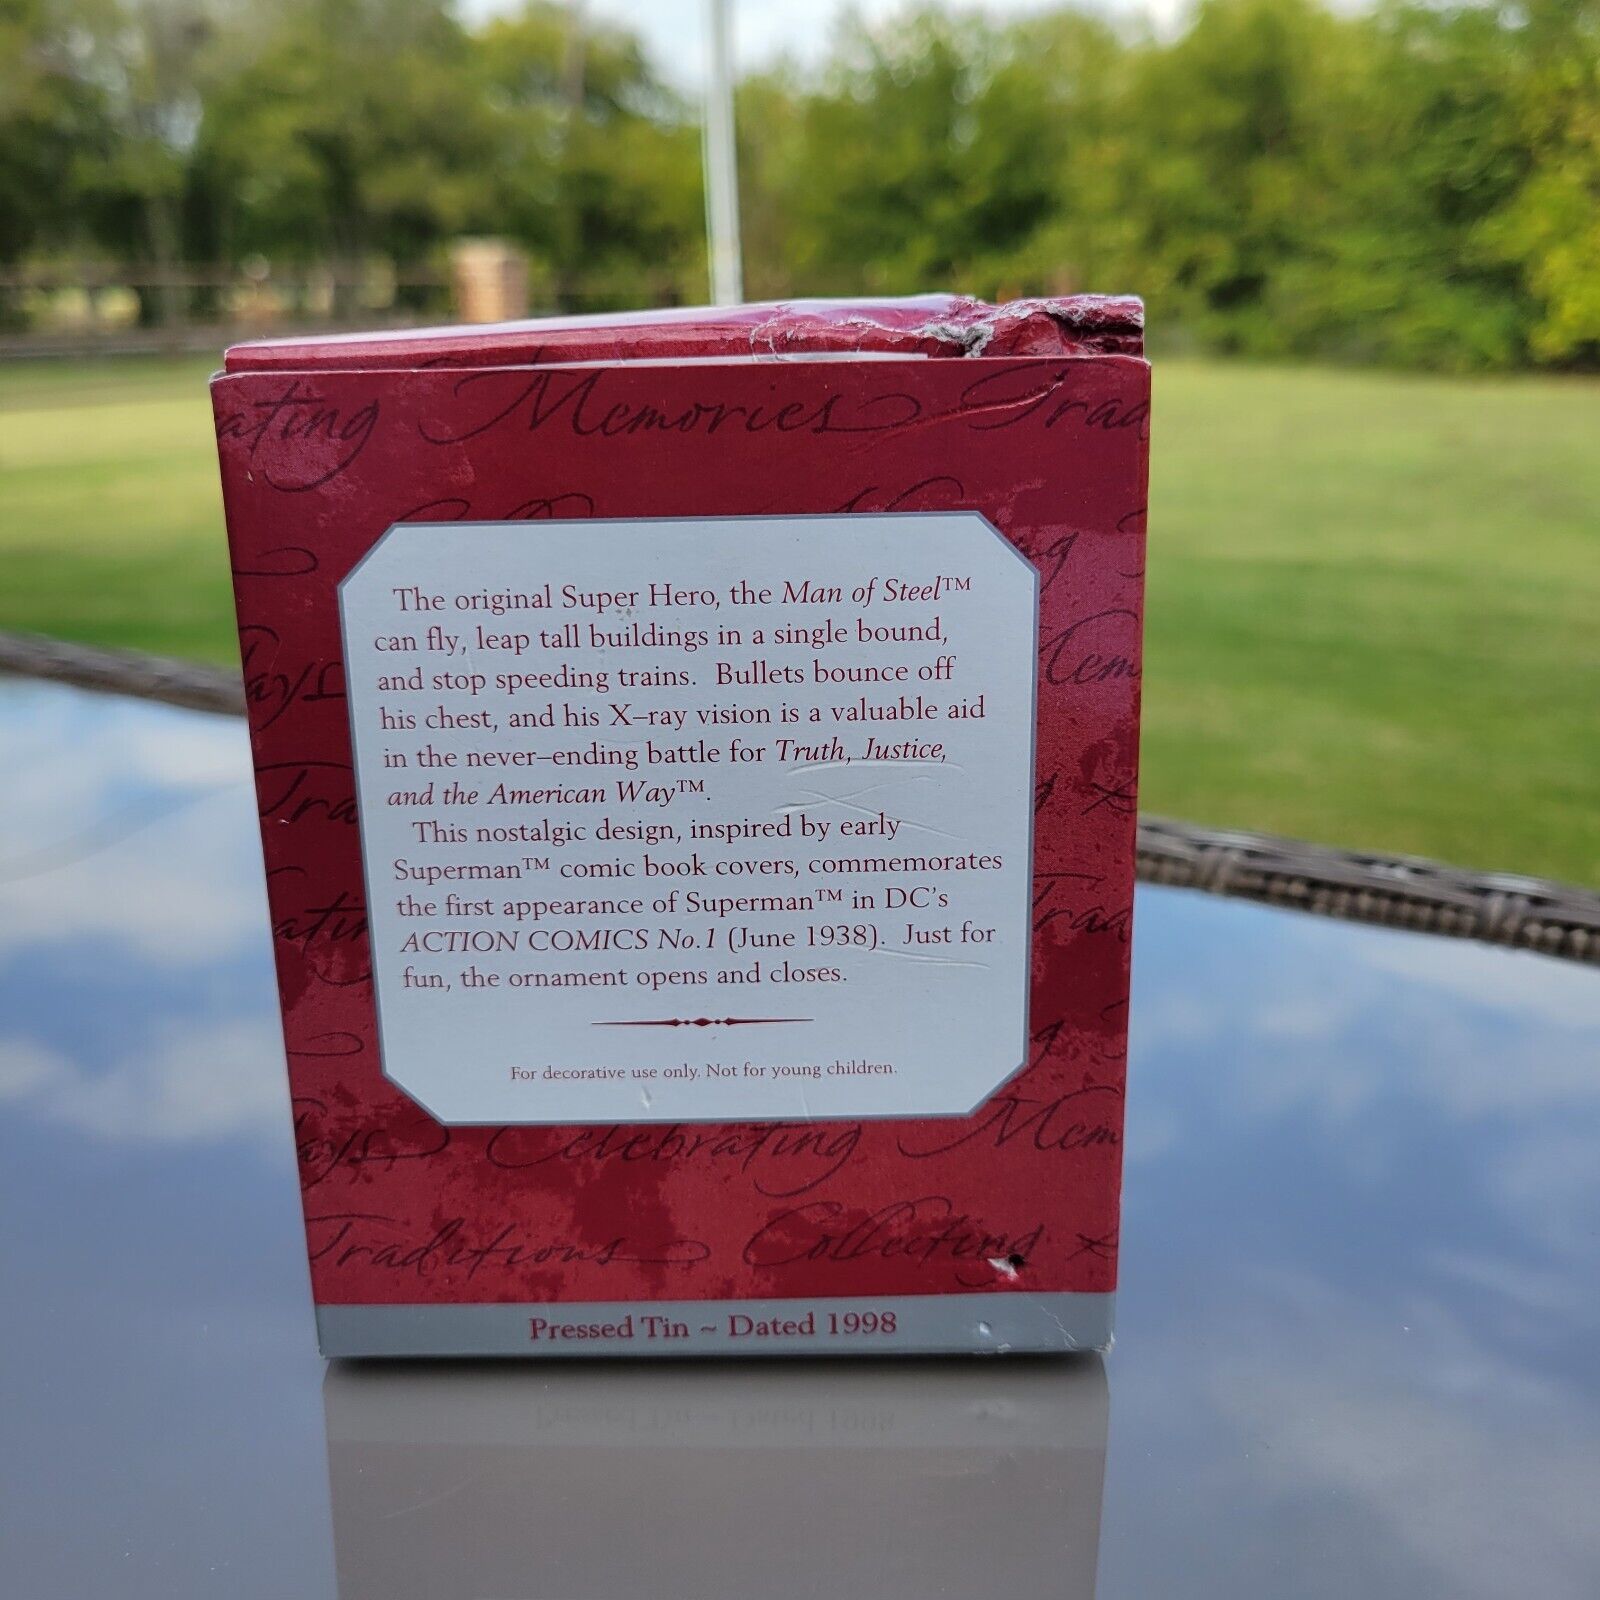 Memories
The original Super Hero, the Man of Steel™
can fly, leap tall buildings in a single bound,
and stop speeding trains. Bullets bounce off
his chest, and his X–ray vision is a valuable aid
in the never–ending battle for Truth, Justice,
and the American Way™.
This nostalgic design, inspired by early
Superman™ comic book covers, commemorates
the first appearance of Superman™ in DC's
ACTION COMICS No.1 (June 1938). Just for
fun, the ornament opens and closes.
For decorative use only. Not for young children.
Celebrating Mem
Traditions Collecting
Pressed Tin ~ Dated 1998